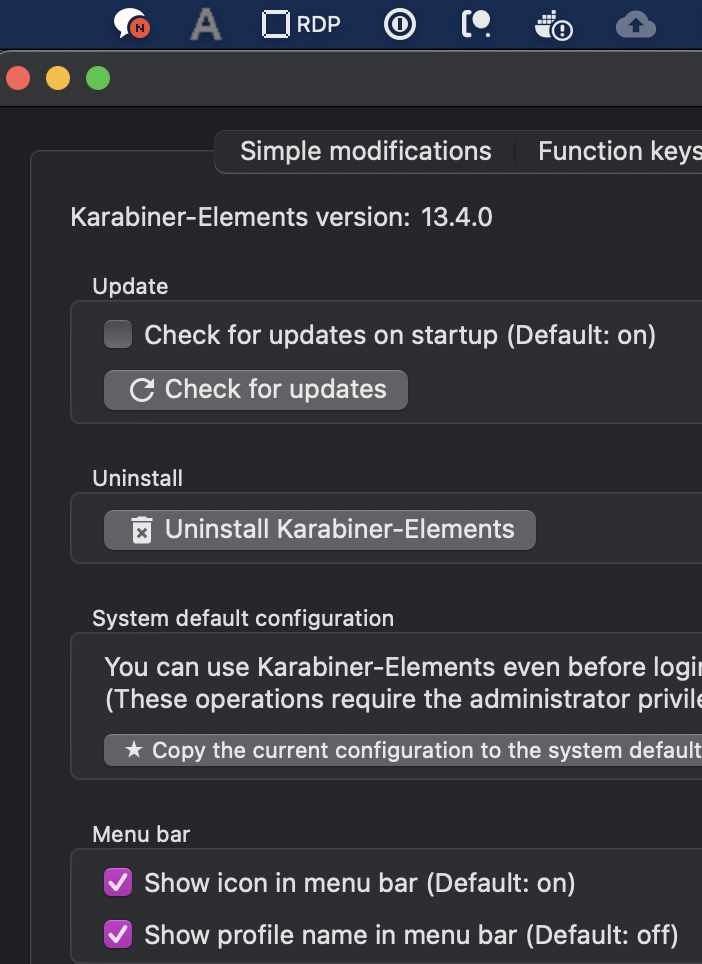 N A RDP
Simple modifications Function keys
Karabiner-Elements version: 13.4.0
Update
Check for updates on startup (Default: on)
Check for updates
Uninstall
Uninstall Karabiner-Elements
System default configuration
You can use Karabiner-Elements even before login
(These operations require the administrator
★ Copy the current configuration to the system default
Menu bar
Show icon in menu bar (Default: on)
Show profile name in menu bar (Default: off)